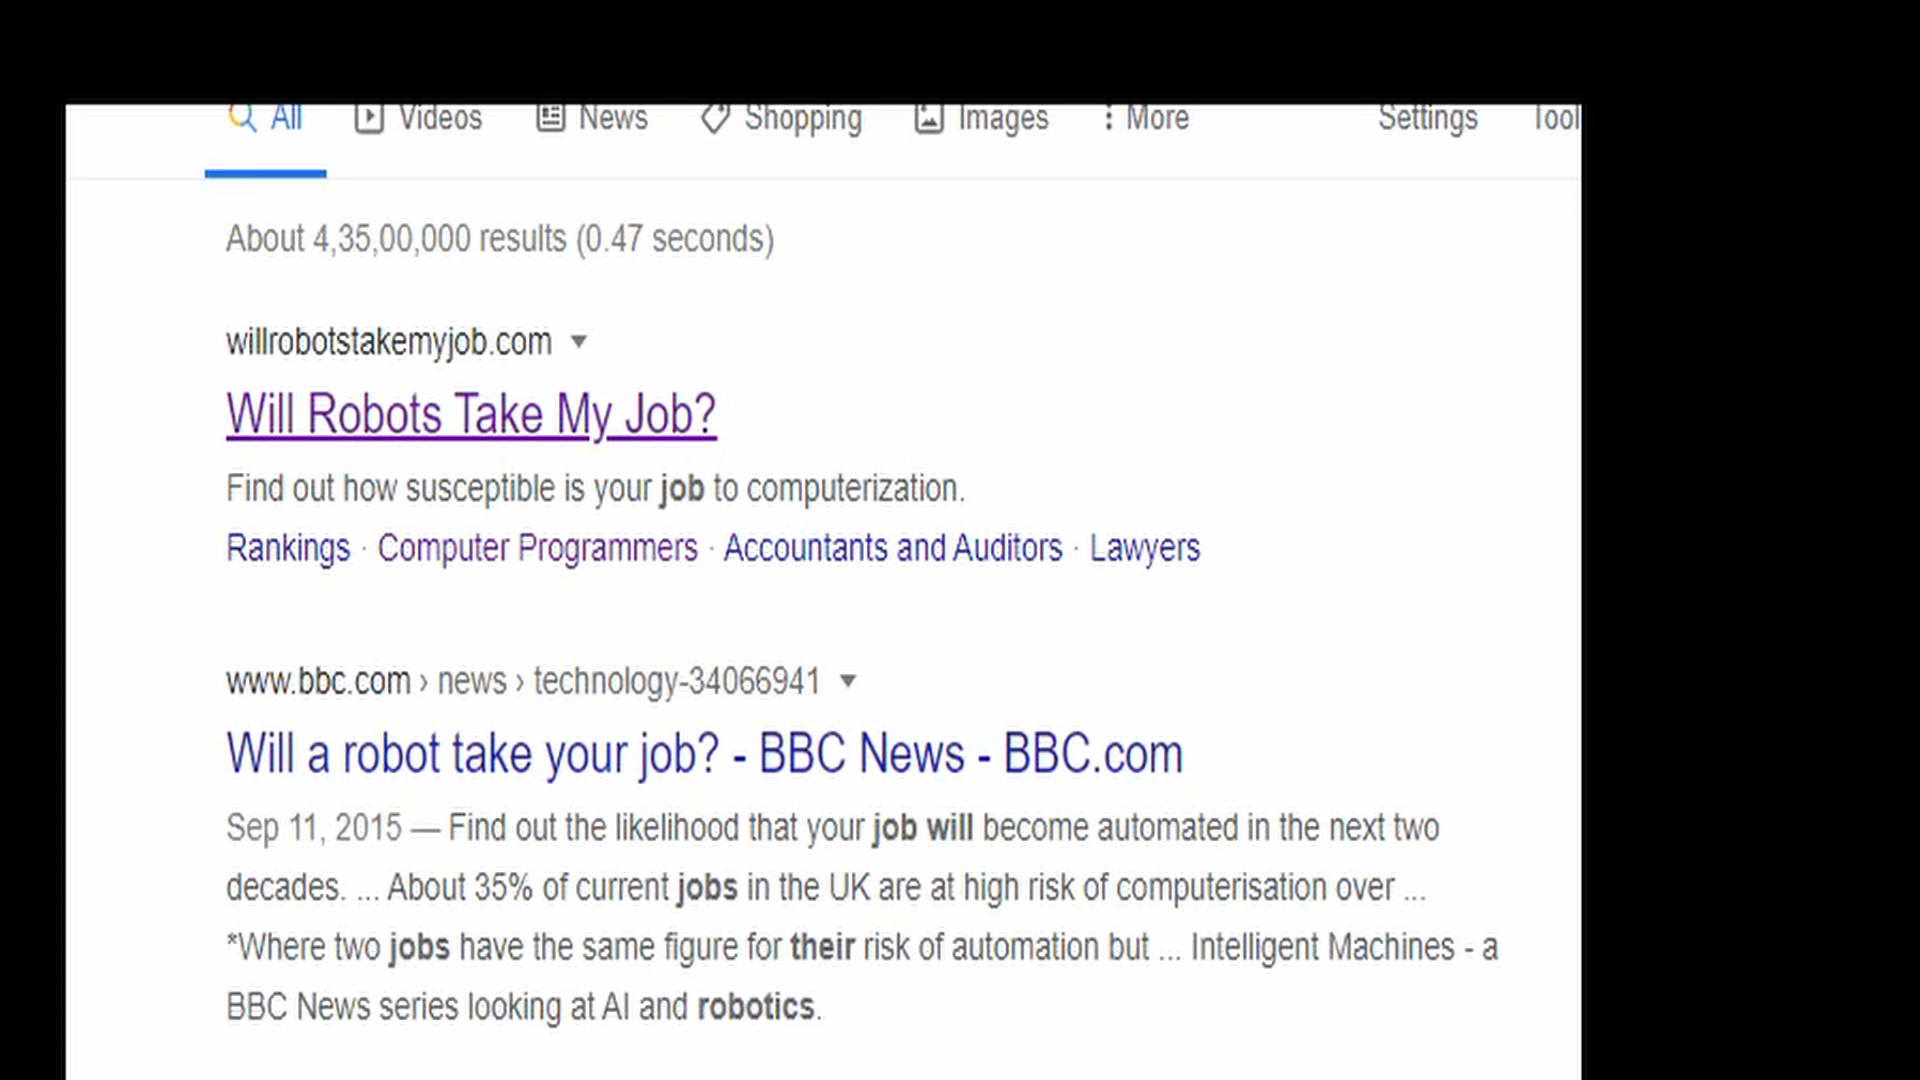 All Videos News Shopping Images More Settings Tool
About 4,35,00,000 results (0.47 seconds)
willrobotstakemyjob.com
Will Robots Take My Job?
Find out how susceptible is your job to computerization.
Rankings · Computer Programmers · Accountants and Auditors · Lawyers
www.bbc.com › news › technology-34066941
Will a robot take your job? - BBC News - BBC.com
Sep 11, 2015 — Find out the likelihood that your job will become automated in the next two
decades. ... About 35% of current jobs in the UK are at high risk of computerisation over ...
*Where two jobs have the same figure for their risk of automation but ... Intelligent Machines - a
BBC News series looking at AI and robotics.